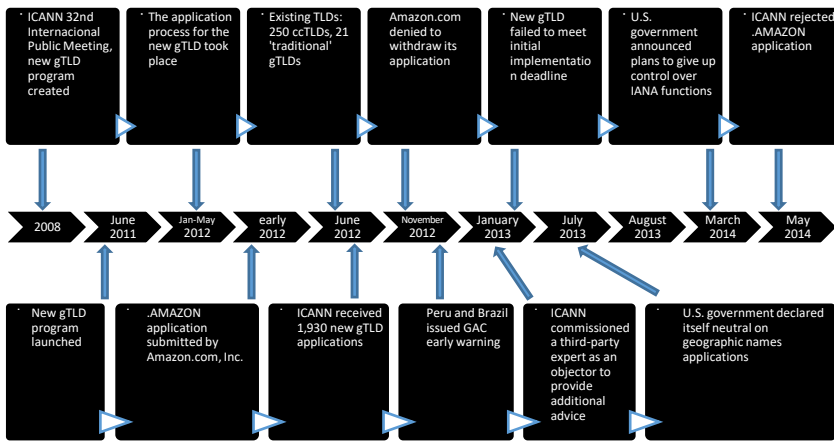 · ICANN 32nd
Internacional
Public Meeting,
new gTLD
program
created
· The application
process for the
new gTLD took
place
· Existing TLDs:
250 ccTLDs, 21
'traditional'
gTLDs
Amazon.com
denied to
withdraw its
application
· New gTLD
failed to meet
initial
implementatio
n deadline
· U.S.
government
announced
plans to give up
control over
IANA functions
· ICANN rejected
.AMAZON
application
2008
June
2011
Jan-May
2012
early
2012
June
2012
November
2012
January
2013
July
2013
August
2013
March
2014
May
2014
· New gTLD
program
launched
· .AMAZON
application
submitted by
Amazon.com, Inc.
· ICANN received
1,930 new gTLD
applications
· Peru and Brazil
issued GAC
early warning
· ICANN
commissioned
a third-party
expert as an
objector to
provide
additional
advice
· U.S. government declared
itself neutral on
geographic names
applications